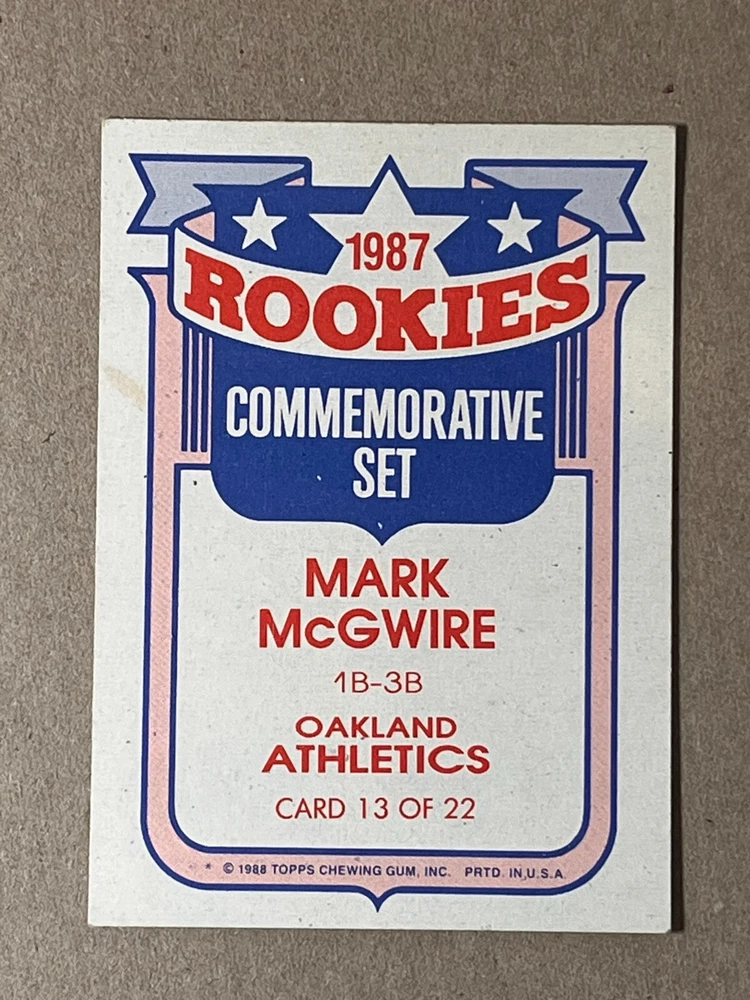 1987
ROOKIES
COMMEMORATIVE
SET
MARK
McGWIRE
1B-3B
OAKLAND
ATHLETICS
CARD 13 OF 22
* © 1988 TOPPS CHEWING GUM, INC. PRTD. IN U.S.A.